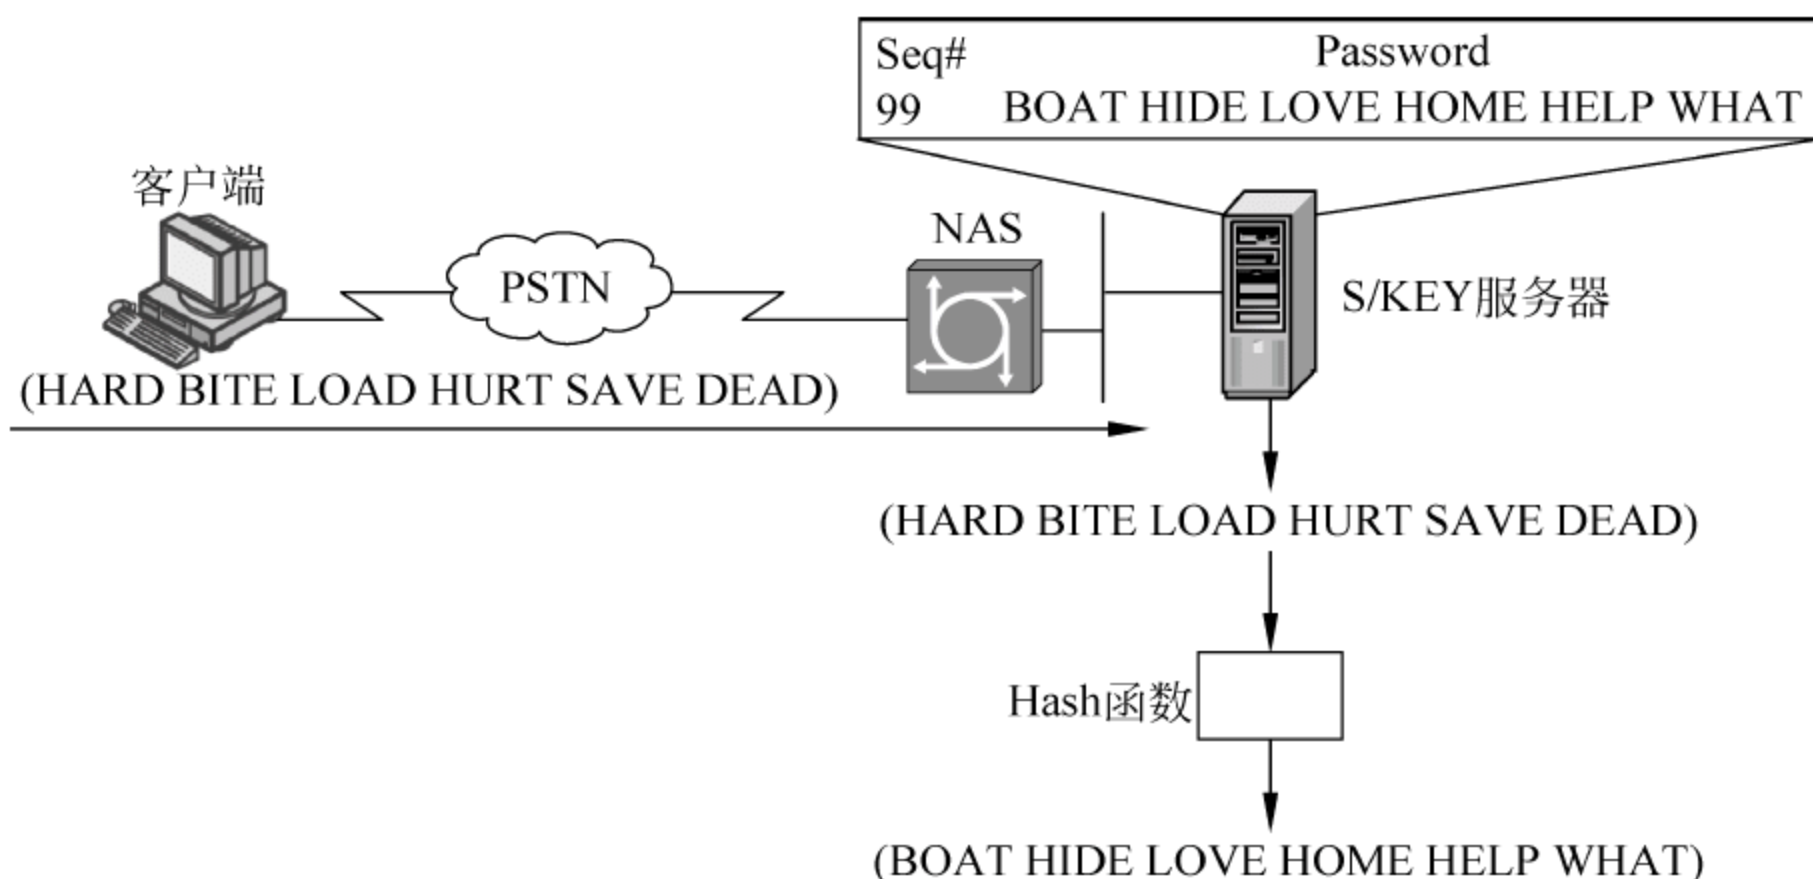 Seq# Password
99 BOAT HIDE LOVE HOME HELP WHAT
客户端
NAS
PSTN
S/KEY服务器
(HARD BITE LOAD HURT SAVE DEAD)
(HARD BITE LOAD HURT SAVE DEAD)
Hash函数
(BOAT HIDE LOVE HOME HELP WHAT)